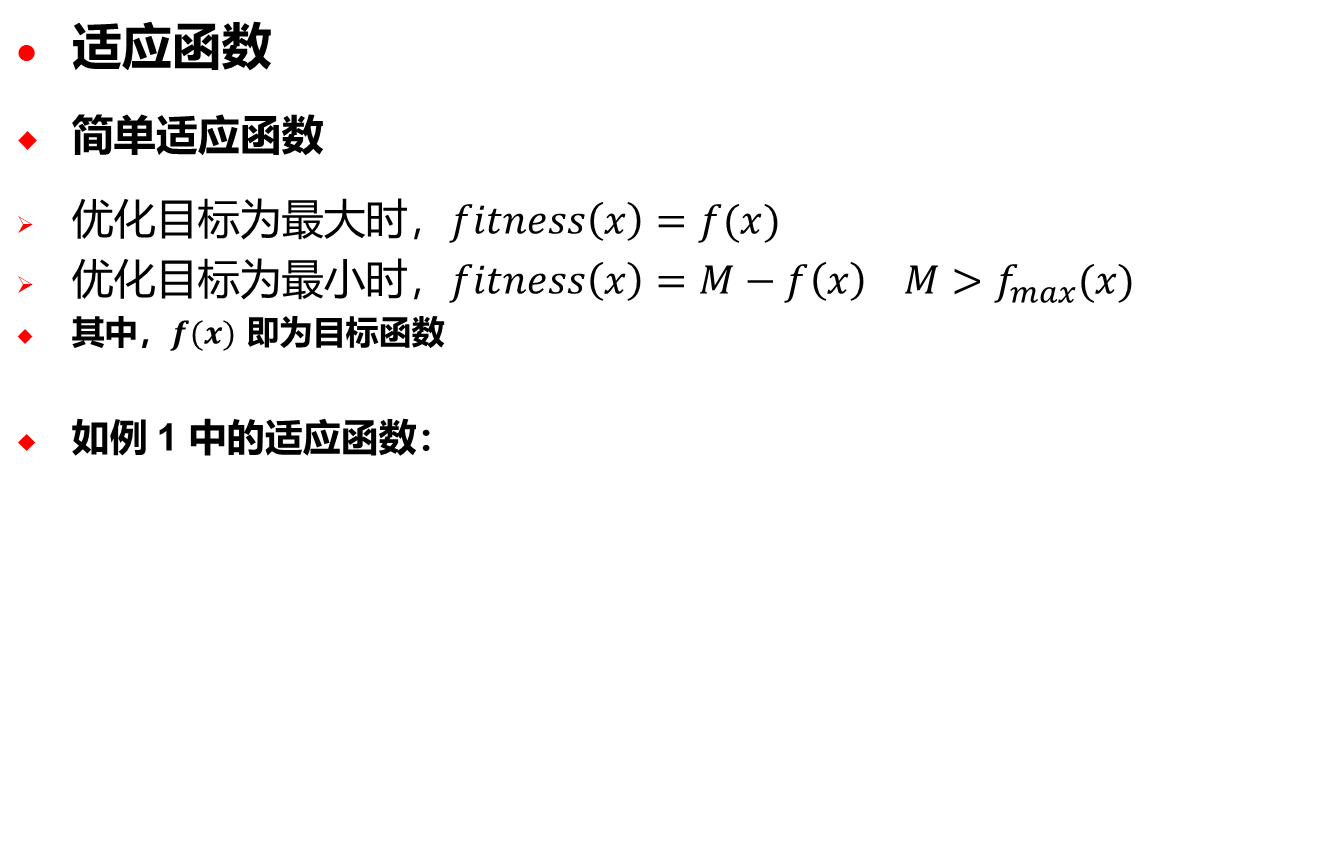 ● 适应函数
◆ 简单适应函数
➢ 优化目标为最大时，fitness(x) = f(x)
➢ 优化目标为最小时，fitness(x) = M − f(x)   M > f_max(x)
◆ 其中，f(x) 即为目标函数
◆ 如例 1 中的适应函数：